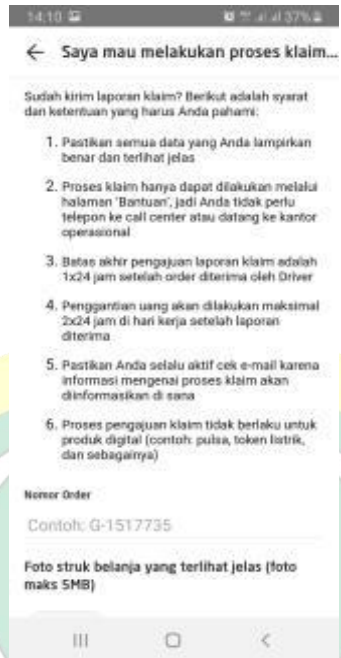 14:10
37%
Saya mau melakukan proses klaim...
Sudah kirim laporan klaim? Berikut adalah syarat
dan ketentuan yang harus Anda pahami:
1. Pastikan semua data yang Anda lampirkan
benar dan terlihat jelas
2. Proses klaim hanya dapat dilakukan melalui
halaman 'Bantuan', jadi Anda tidak perlu
telepon ke call center atau datang ke kantor
operasional
3. Batas akhir pengajuan laporan klaim adalah
1x24 jam setelah order diterima oleh Driver
4. Penggantian uang akan dilakukan maksimal
2x24 jam di hari kerja setelah laporan
diterima
5. Pastikan Anda selalu aktif cek e-mail karena
informasi mengenai proses klaim akan
diinformasikan di sana
6. Proses pengajuan klaim tidak berlaku untuk
produk digital (contoh: pulsa, token listrik,
dan sebagainya)
Nomor Order
Contoh: G-1517735
Foto struk belanja yang terlihat jelas (foto
maks 5MB)